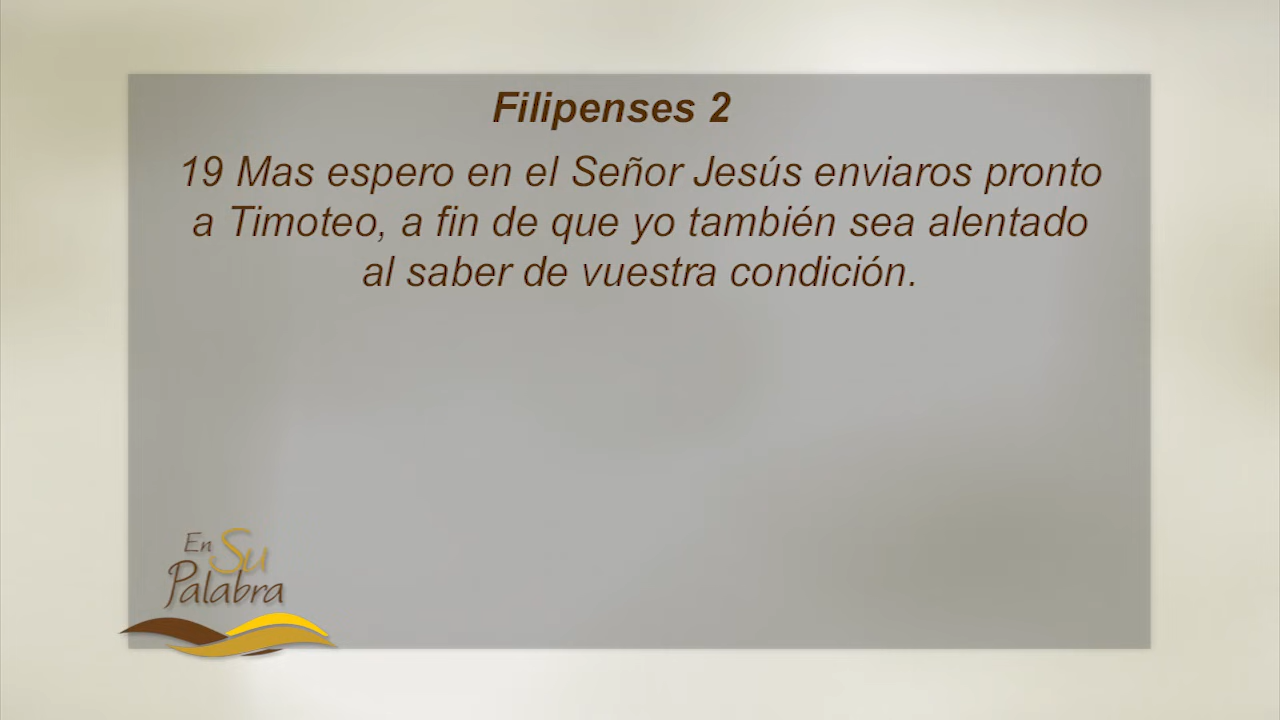 Filipenses 2
19 Mas espero en el Señor Jesús enviaros pronto
a Timoteo, a fin de que yo también sea alentado
al saber de vuestra condición.
En Su
Palabra